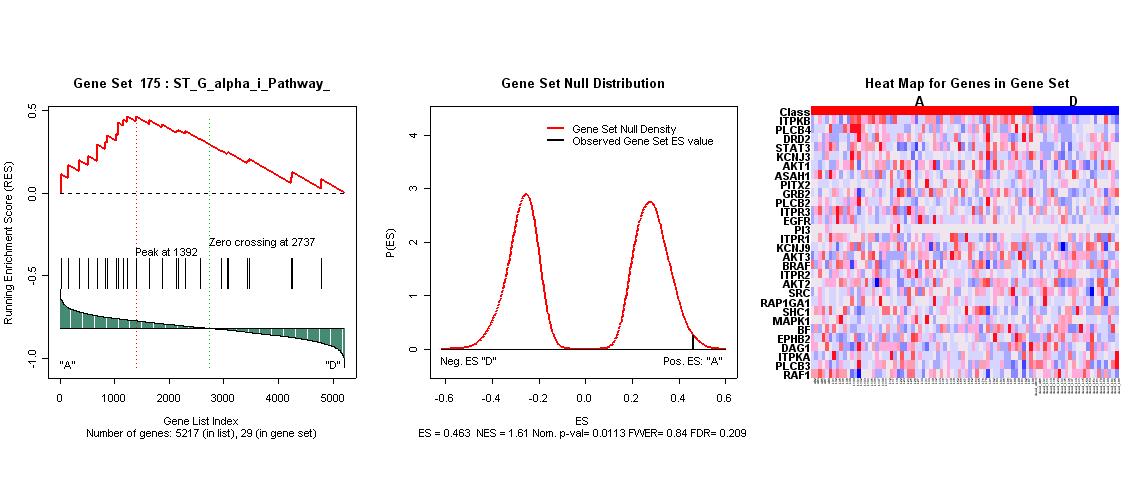 Gene Set 175 : ST_G_alpha_i_Pathway_
Running Enrichment Score (RES)
0.5
0.0
-0.5
-1.0
Peak at 1392
Zero crossing at 2737
"A"
"D"
0 1000 2000 3000 4000 5000
Gene List Index
Number of genes: 5217 (in list), 29 (in gene set)
Gene Set Null Distribution
P(ES)
4
3
2
1
0
Gene Set Null Density
Observed Gene Set ES value
Neg. ES "D"
Pos. ES: "A"
-0.6 -0.4 -0.2 0.0 0.2 0.4 0.6
ES
ES = 0.463 NES = 1.61 Nom. p-val= 0.0113 FWER= 0.84 FDR= 0.209
Heat Map for Genes in Gene Set
A D
Class
ITPKB
PLCB4
DRD2
STAT3
KCNJ3
AKT1
ASAH1
PITX2
GRB2
PLCB2
ITPR3
EGFR
PI3
ITPR1
KCNJ9
AKT3
BRAF
ITPR2
AKT2
SRC
RAP1GA1
SHC1
MAPK1
BF
EPHB2
DAG1
ITPKA
PLCB3
RAF1